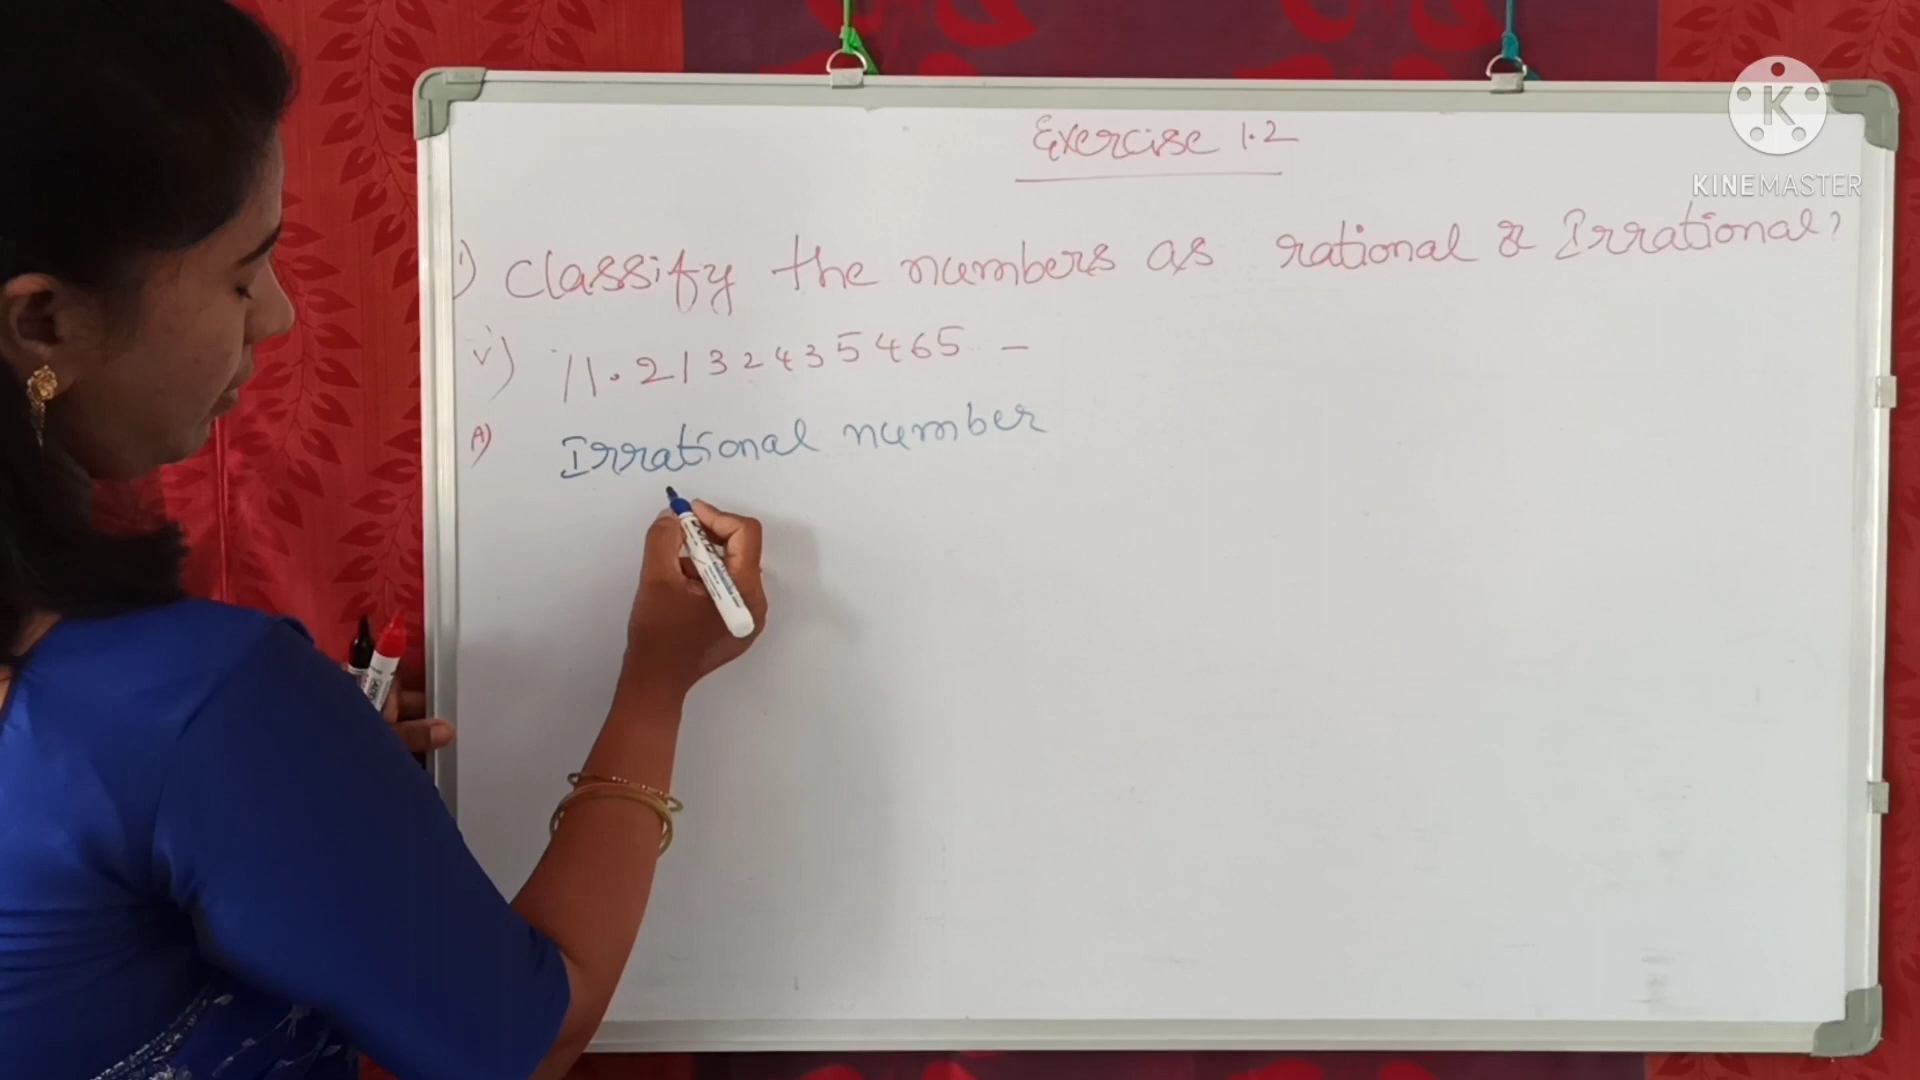 Exercise 1.2
K
KINEMASTER
1) Classify the numbers as rational & Irrational?
v) 11.2132435465 –
A) Irrational number